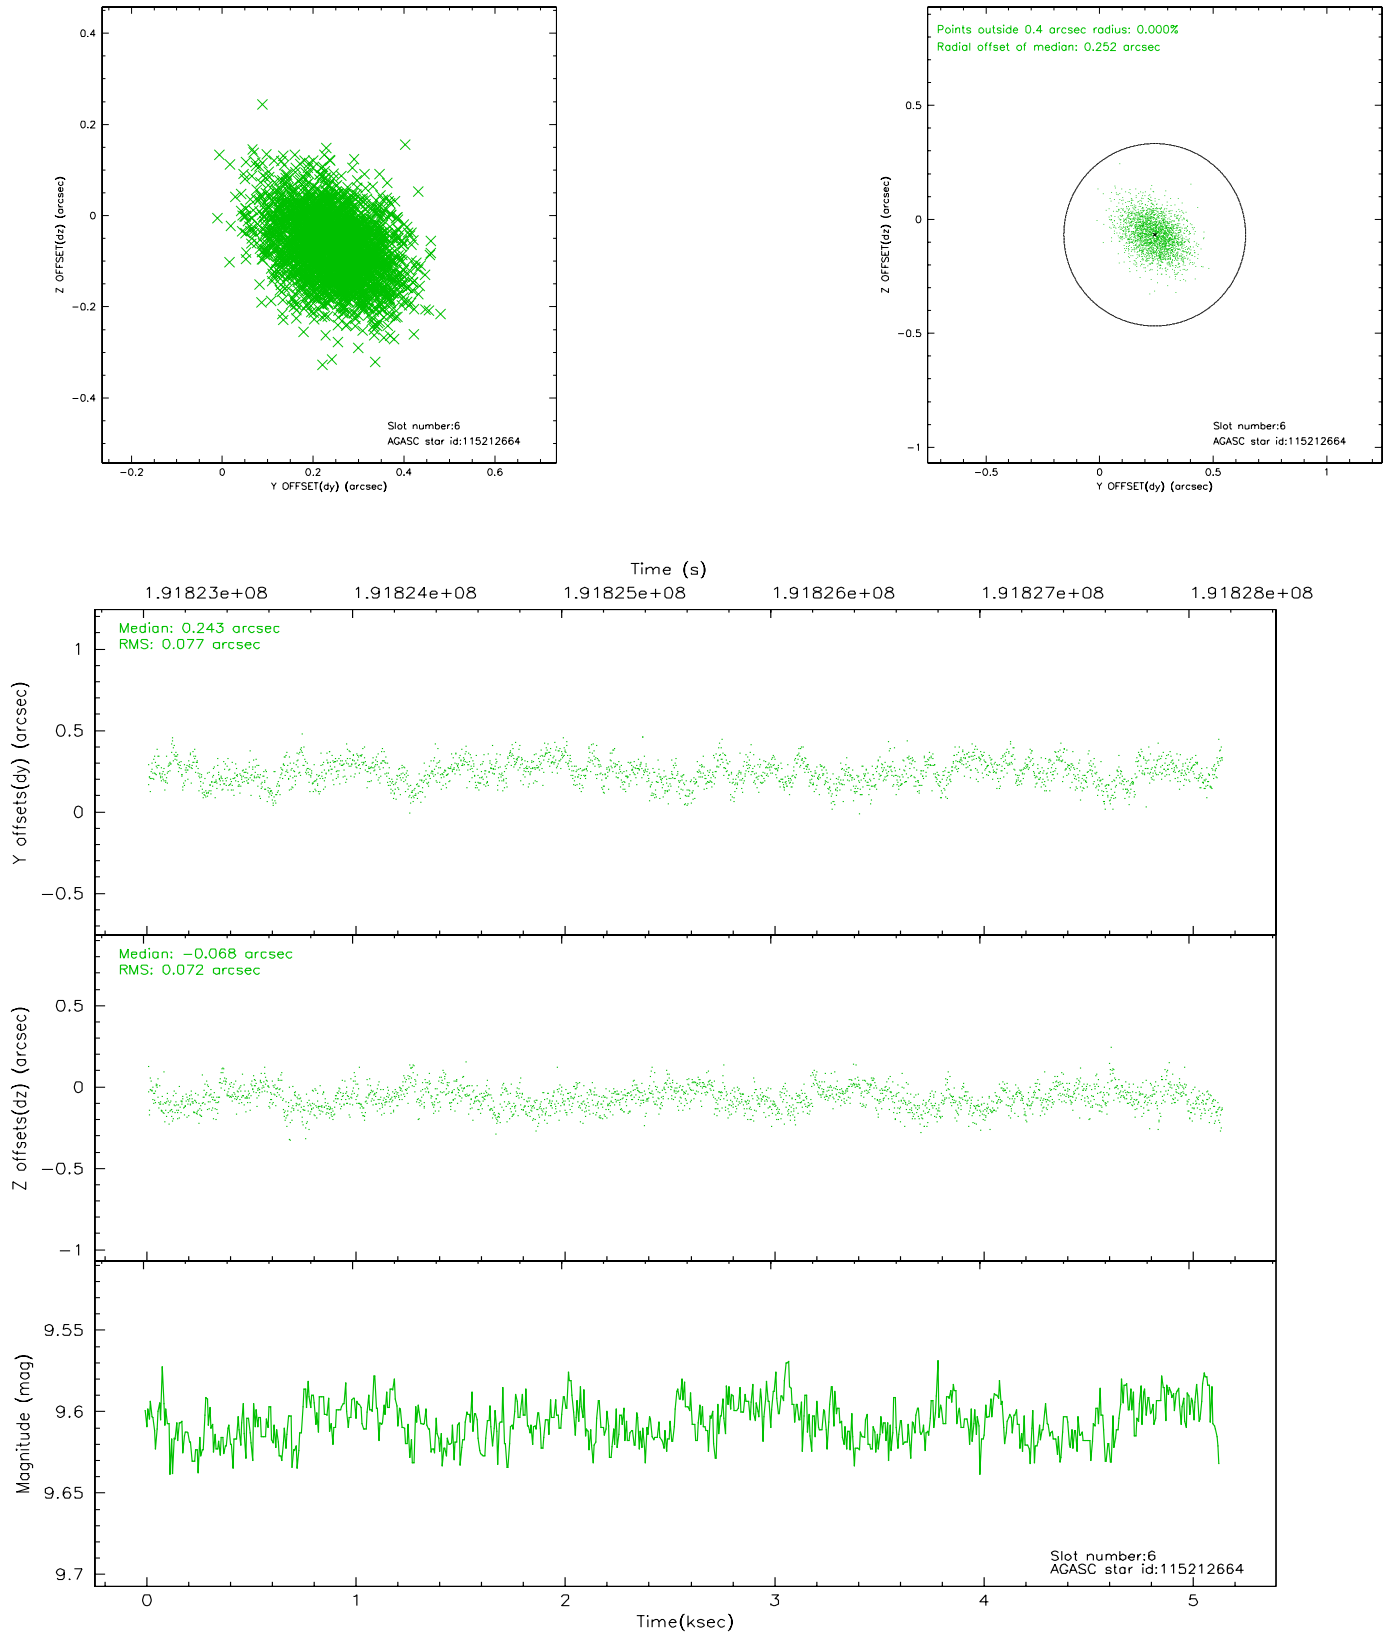 0.4
0.2
0
−0.2
−0.4
Z OFFSET(dz) (arcsec)
Slot number:6
AGASC star id:115212664
−0.2 0 0.2 0.4 0.6
Y OFFSET(dy) (arcsec)
Points outside 0.4 arcsec radius: 0.000%
Radial offset of median: 0.252 arcsec
0.5
0
−0.5
−1
Z OFFSET(dz) (arcsec)
Slot number:6
AGASC star id:115212664
−0.5 0 0.5 1
Y OFFSET(dy) (arcsec)
Time (s)
1.91823e+08 1.91824e+08 1.91825e+08 1.91826e+08 1.91827e+08 1.91828e+08
Median: 0.243 arcsec
RMS: 0.077 arcsec
1
0.5
0
−0.5
Y offsets(dy) (arcsec)
Median: −0.068 arcsec
RMS: 0.072 arcsec
0.5
0
−0.5
−1
Z offsets(dz) (arcsec)
9.55
9.6
9.65
9.7
Magnitude (mag)
Slot number:6
AGASC star id:115212664
0 1 2 3 4 5
Time(ksec)